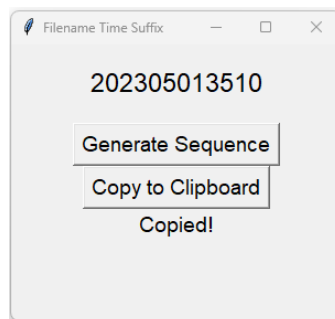 Filename Time Suffix
202305013510
Generate Sequence
Copy to Clipboard
Copied!